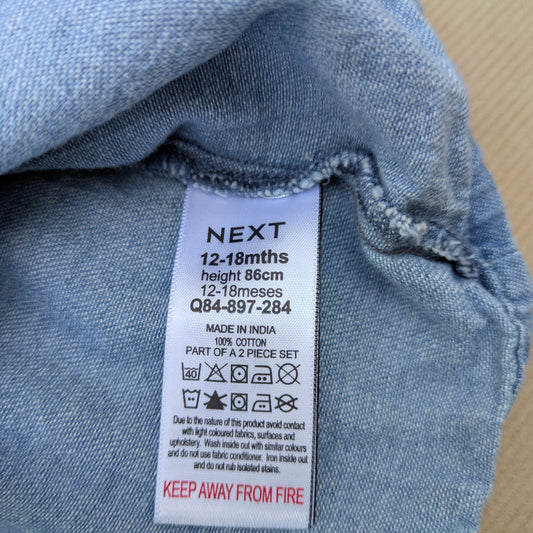 NEXT
12-18mths
height 86cm
12-18meses
Q84-897-284
MADE IN INDIA
100% COTTON
PART OF A 2 PIECE SET
40
Due to the nature of this product avoid contact
with light coloured fabrics, surfaces and
upholstery. Wash inside out with similar colours
and do not use fabric conditioner. Iron inside out
and do not rub isolated stains.
KEEP AWAY FROM FIRE